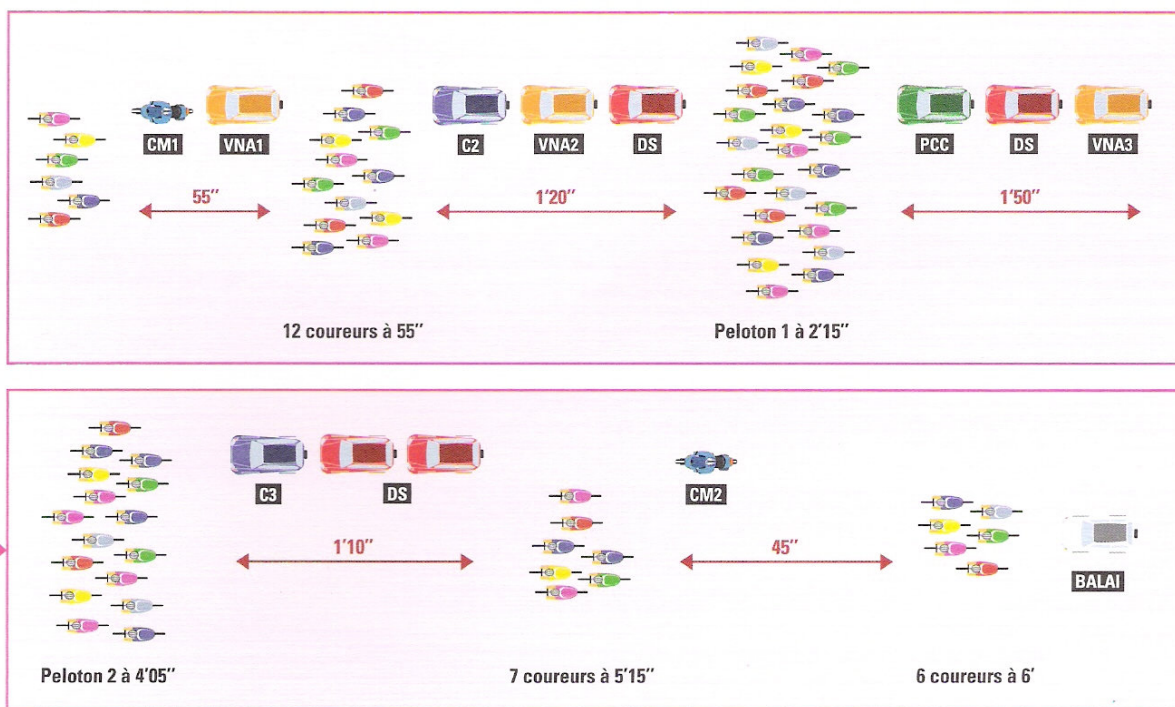 CM1 VNA1 C2 VNA2 DS PCC DS VNA3
55" 1'20" 1'50"
12 coureurs à 55" Peloton 1 à 2'15"
C3 DS CM2
1'10" 45"
BALAI
Peloton 2 à 4'05" 7 coureurs à 5'15" 6 coureurs à 6'